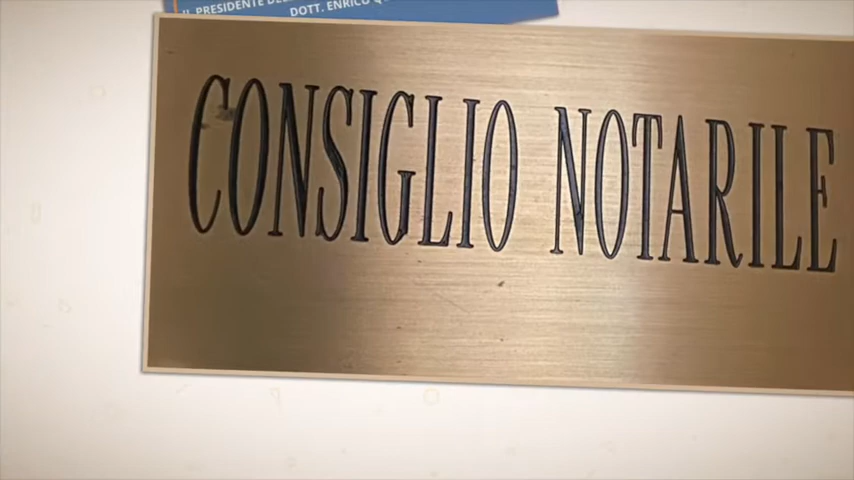 IL PRESIDENTE
DOTT. ENRICO
CONSIGLIO NOTARILE